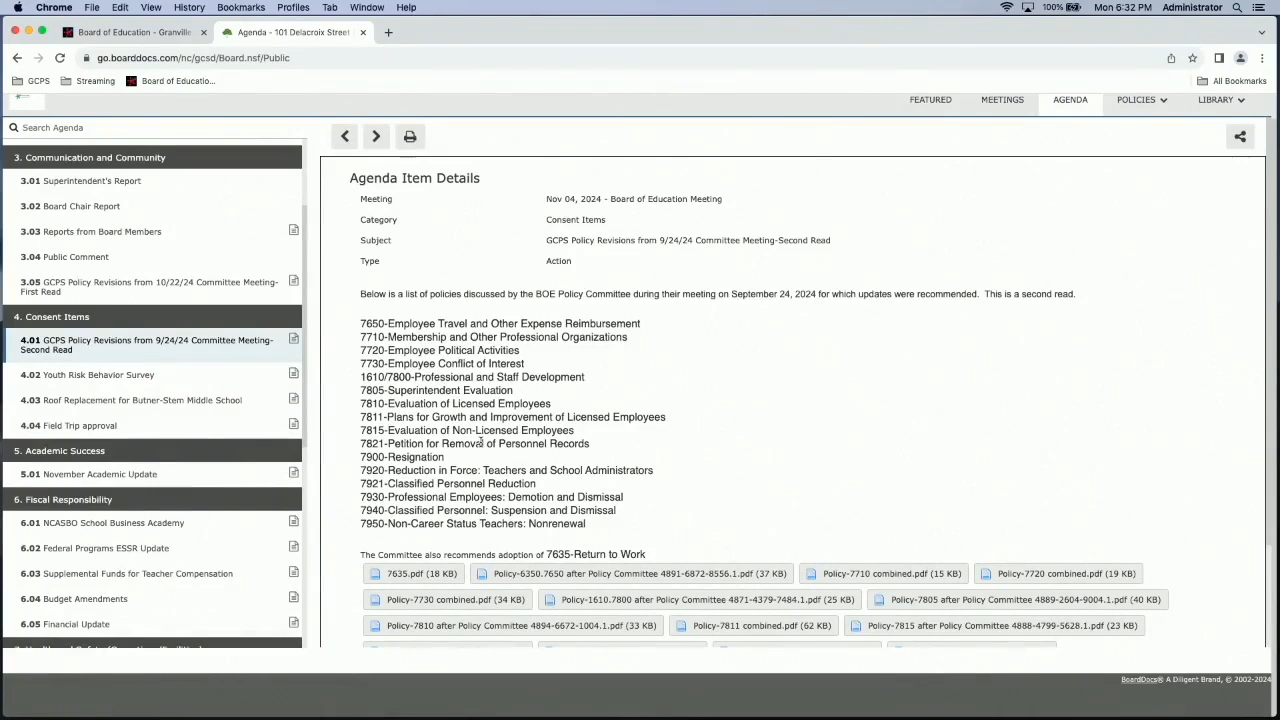 Chrome File Edit View History Bookmarks Profiles Tab Window Help
100% Mon 6:32 PM Administrator
Board of Education - Granville
Agenda - 101 Delacroix Street
go.boarddocs.com/nc/gcsd/Board.nsf/Public
GCPS Streaming Board of Educatio... All Bookmarks
FEATURED MEETINGS AGENDA POLICIES LIBRARY
Search Agenda
3. Communication and Community
3.01 Superintendent's Report
3.02 Board Chair Report
3.03 Reports from Board Members
3.04 Public Comment
3.05 GCPS Policy Revisions from 10/22/24 Committee Meeting-
First Read
4. Consent Items
4.01 GCPS Policy Revisions from 9/24/24 Committee Meeting-
Second Read
4.02 Youth Risk Behavior Survey
4.03 Roof Replacement for Butner-Stem Middle School
4.04 Field Trip approval
5. Academic Success
5.01 November Academic Update
6. Fiscal Responsibility
6.01 NCASBO School Business Academy
6.02 Federal Programs ESSR Update
6.03 Supplemental Funds for Teacher Compensation
6.04 Budget Amendments
6.05 Financial Update
Agenda Item Details
Meeting Nov 04, 2024 - Board of Education Meeting
Category Consent Items
Subject GCPS Policy Revisions from 9/24/24 Committee Meeting-Second Read
Type Action
Below is a list of policies discussed by the BOE Policy Committee during their meeting on September 24, 2024 for which updates were recommended. This is a second read.
7650-Employee Travel and Other Expense Reimbursement
7710-Membership and Other Professional Organizations
7720-Employee Political Activities
7730-Employee Conflict of Interest
1610/7800-Professional and Staff Development
7805-Superintendent Evaluation
7810-Evaluation of Licensed Employees
7811-Plans for Growth and Improvement of Licensed Employees
7815-Evaluation of Non-Licensed Employees
7821-Petition for Removal of Personnel Records
7900-Resignation
7920-Reduction in Force: Teachers and School Administrators
7921-Classified Personnel Reduction
7930-Professional Employees: Demotion and Dismissal
7940-Classified Personnel: Suspension and Dismissal
7950-Non-Career Status Teachers: Nonrenewal
The Committee also recommends adoption of 7635-Return to Work
7635.pdf (18 KB) Policy-6350.7650 after Policy Committee 4891-6872-8556.1.pdf (37 KB) Policy-7710 combined.pdf (15 KB) Policy-7720 combined.pdf (19 KB)
Policy-7730 combined.pdf (34 KB) Policy-1610.7800 after Policy Committee 4871-4379-7484.1.pdf (25 KB) Policy-7805 after Policy Committee 4889-2604-9004.1.pdf (40 KB)
Policy-7810 after Policy Committee 4894-6672-1004.1.pdf (33 KB) Policy-7811 combined.pdf (62 KB) Policy-7815 after Policy Committee 4888-4799-5628.1.pdf (23 KB)
BoardDocs® A Diligent Brand, © 2002-2024